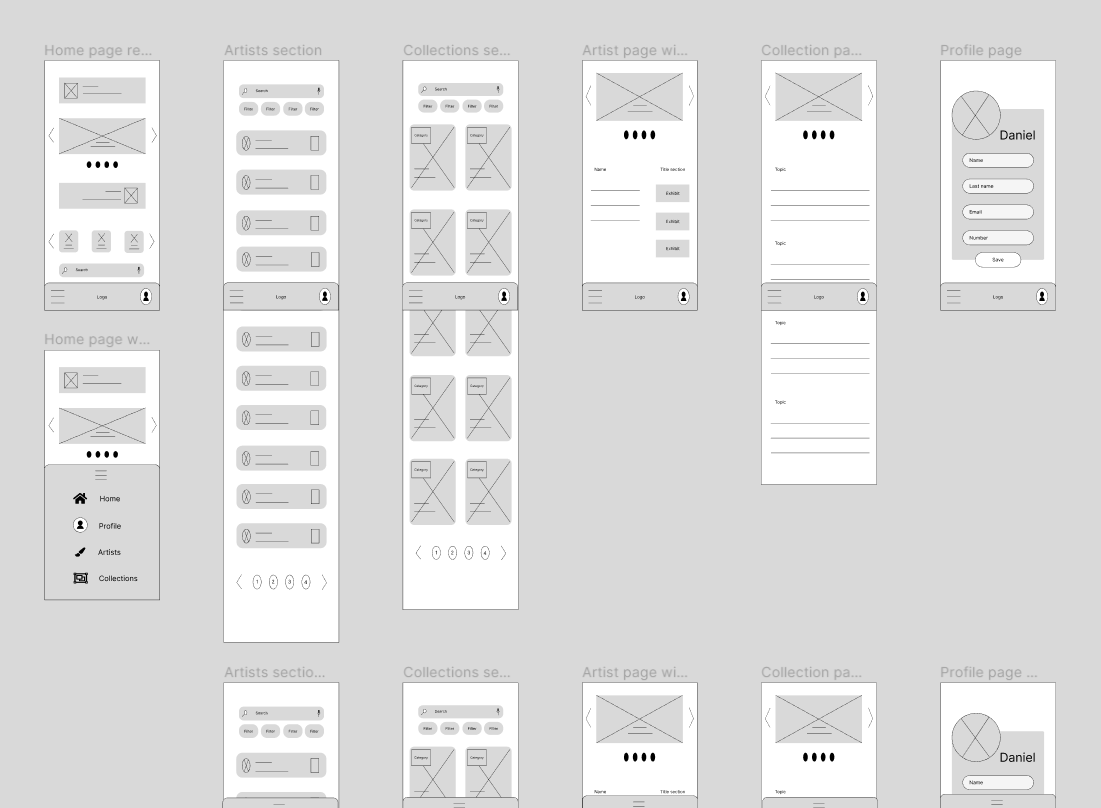 Home page re...
Search
Logo
Home page w...
Home
Profile
Artists
Collections
Artists section
Search
Filter Filter Filter Filter
Logo
1 2 3 4
Collections se...
Search
Filter Filter Filter Filter
Category Category
Category Category
Logo
Category Category
Category Category
1 2 3 4
Artist page wi...
Name Title section
Exhibit
Exhibit
Exhibit
Logo
Collection pa...
Topic
Topic
Logo
Topic
Topic
Profile page
Daniel
Name
Last name
Email
Number
Save
Logo
Artists sectio...
Search
Filter Filter Filter Filter
Collections se...
Search
Filter Filter Filter Filter
Category Category
Artist page wi...
Name Title section
Collection pa...
Topic
Profile page ...
Daniel
Name